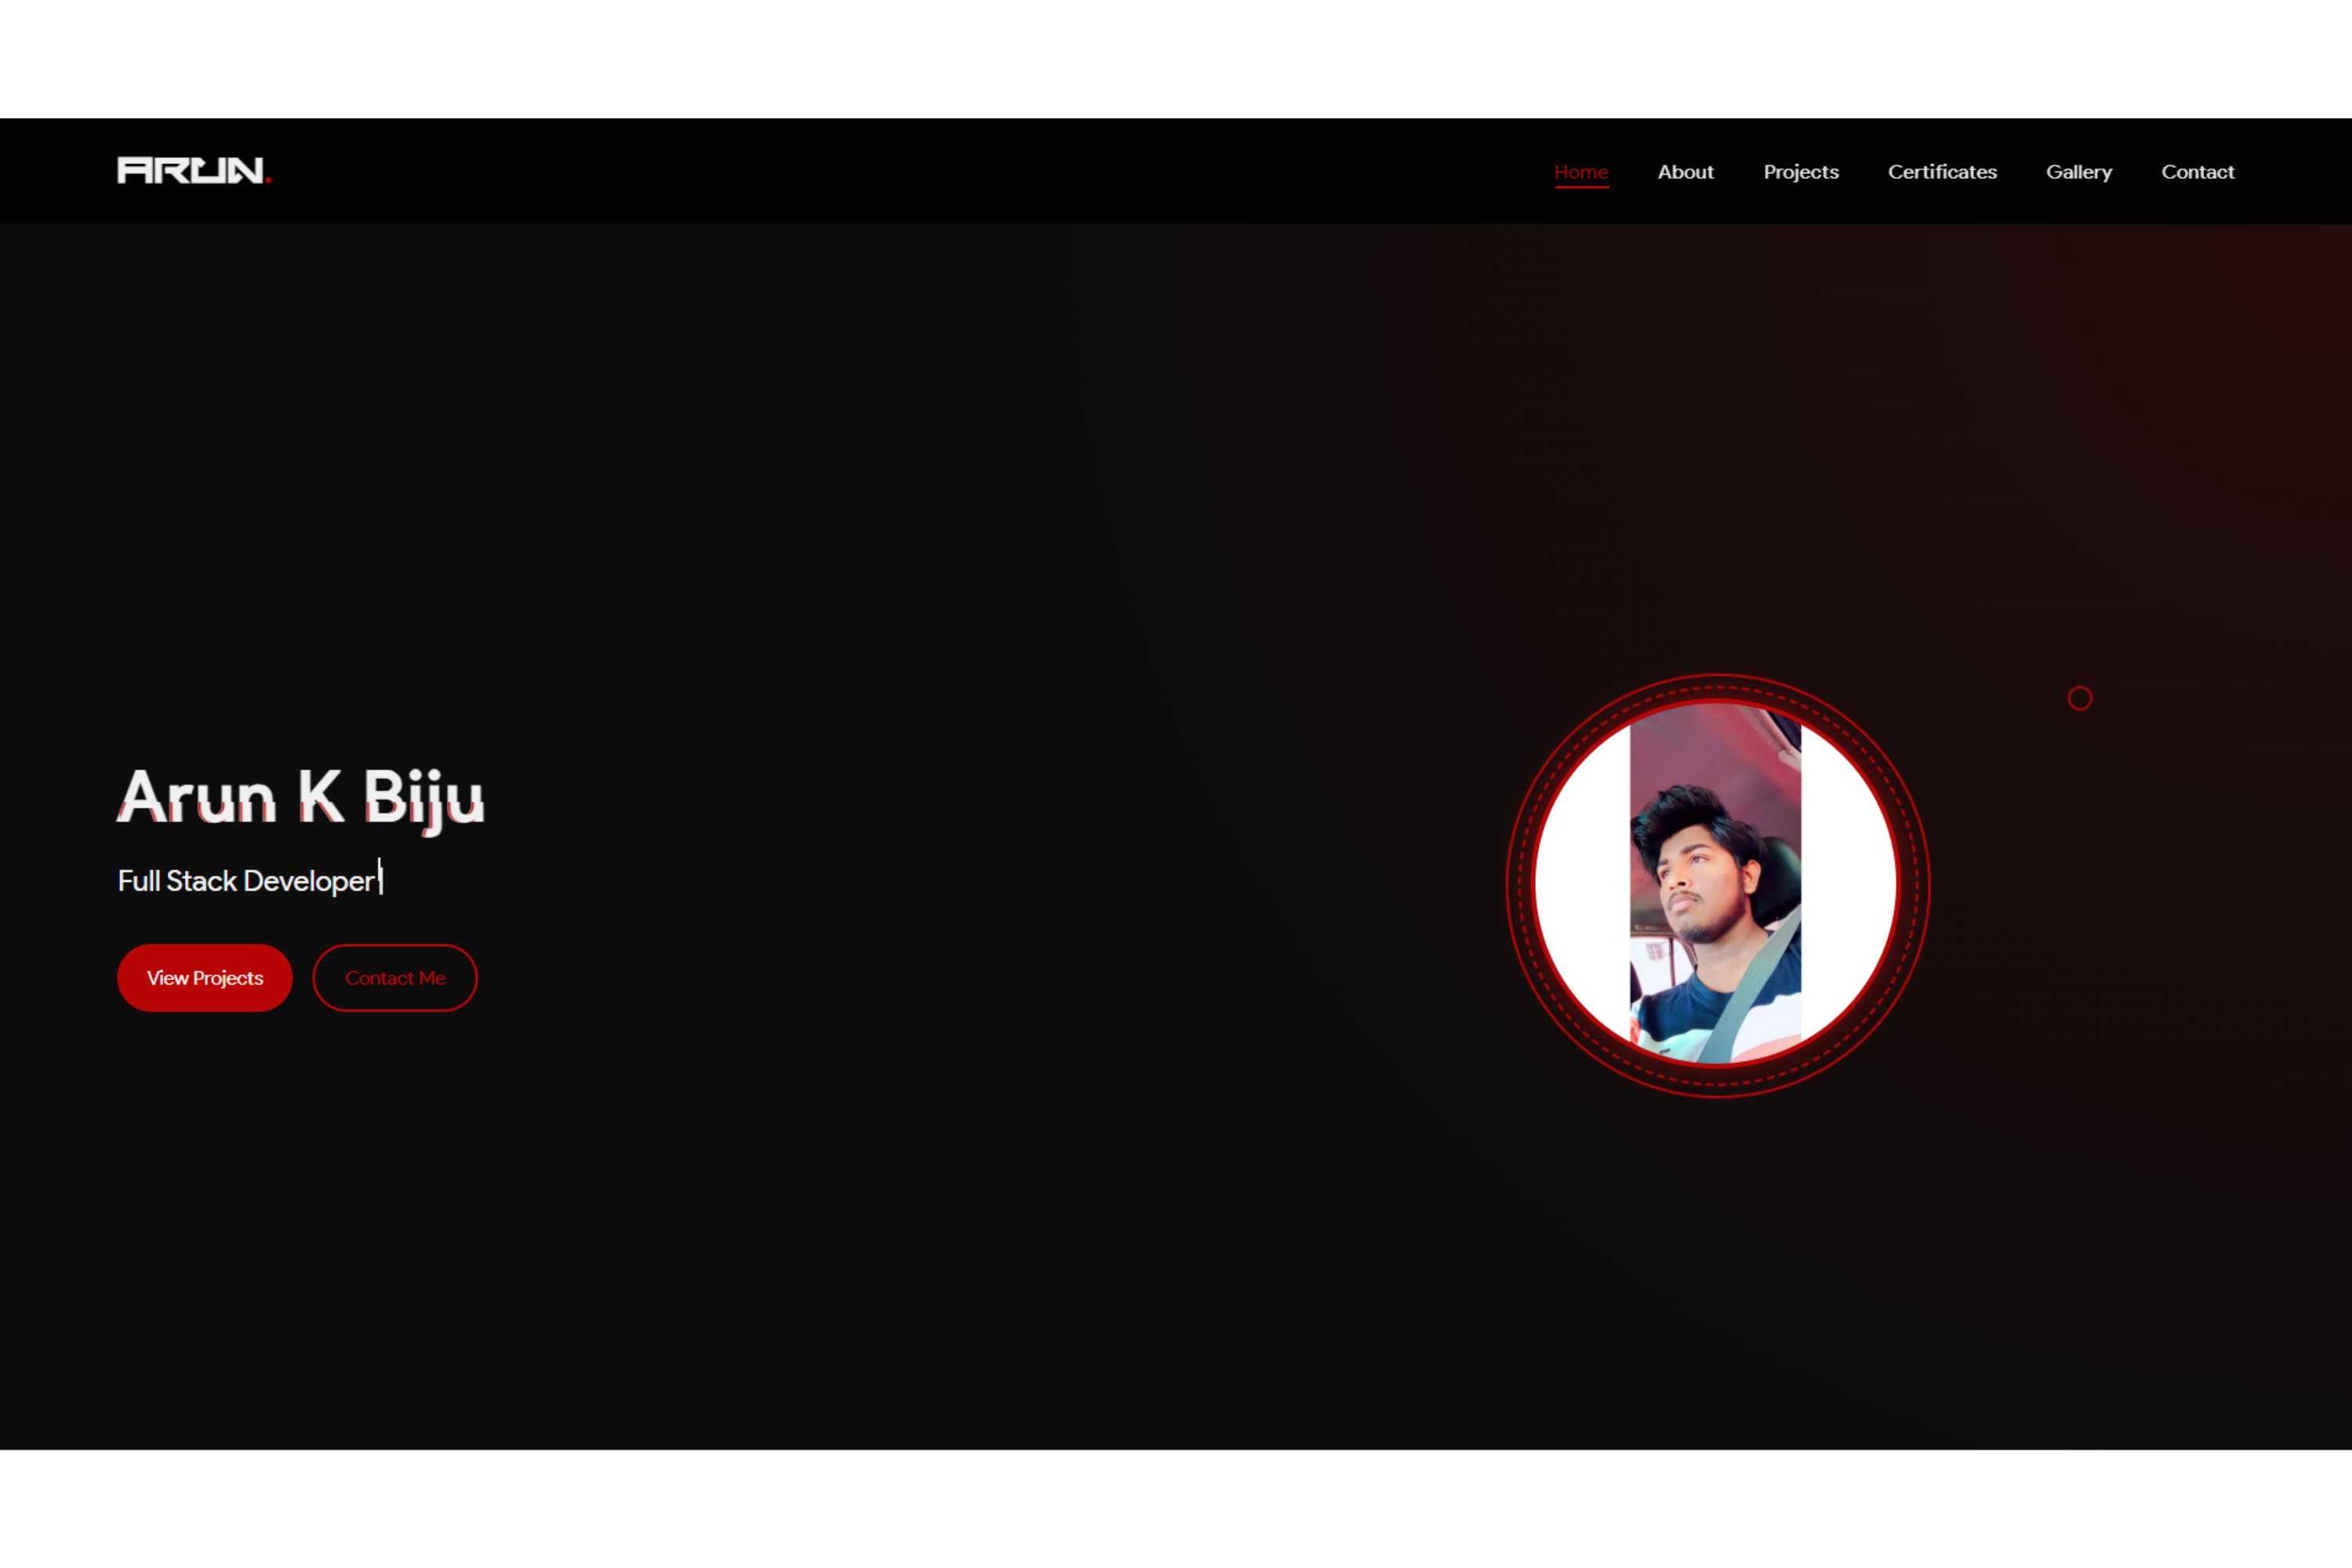 ARUN.
Home About Projects Certificates Gallery Contact
Arun K Biju
Full Stack Developer
View Projects Contact Me